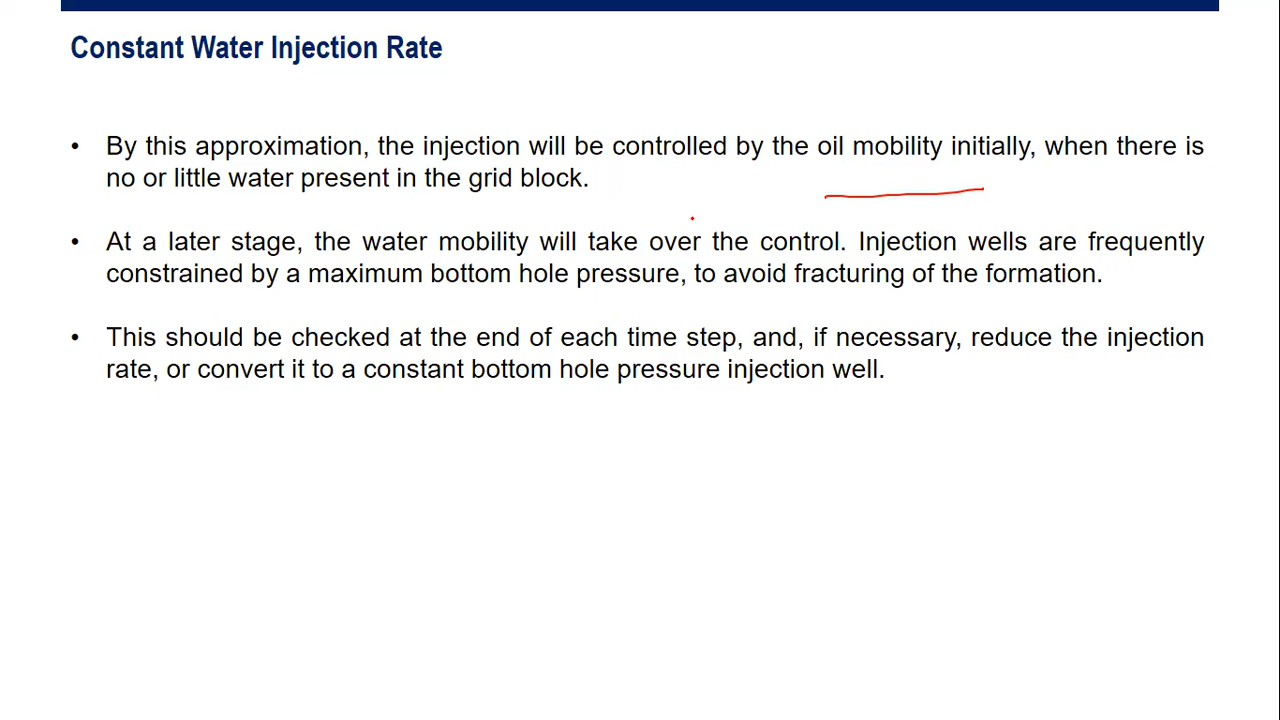 Constant Water Injection Rate
• By this approximation, the injection will be controlled by the oil mobility initially, when there is
no or little water present in the grid block.
• At a later stage, the water mobility will take over the control. Injection wells are frequently
constrained by a maximum bottom hole pressure, to avoid fracturing of the formation.
• This should be checked at the end of each time step, and, if necessary, reduce the injection
rate, or convert it to a constant bottom hole pressure injection well.